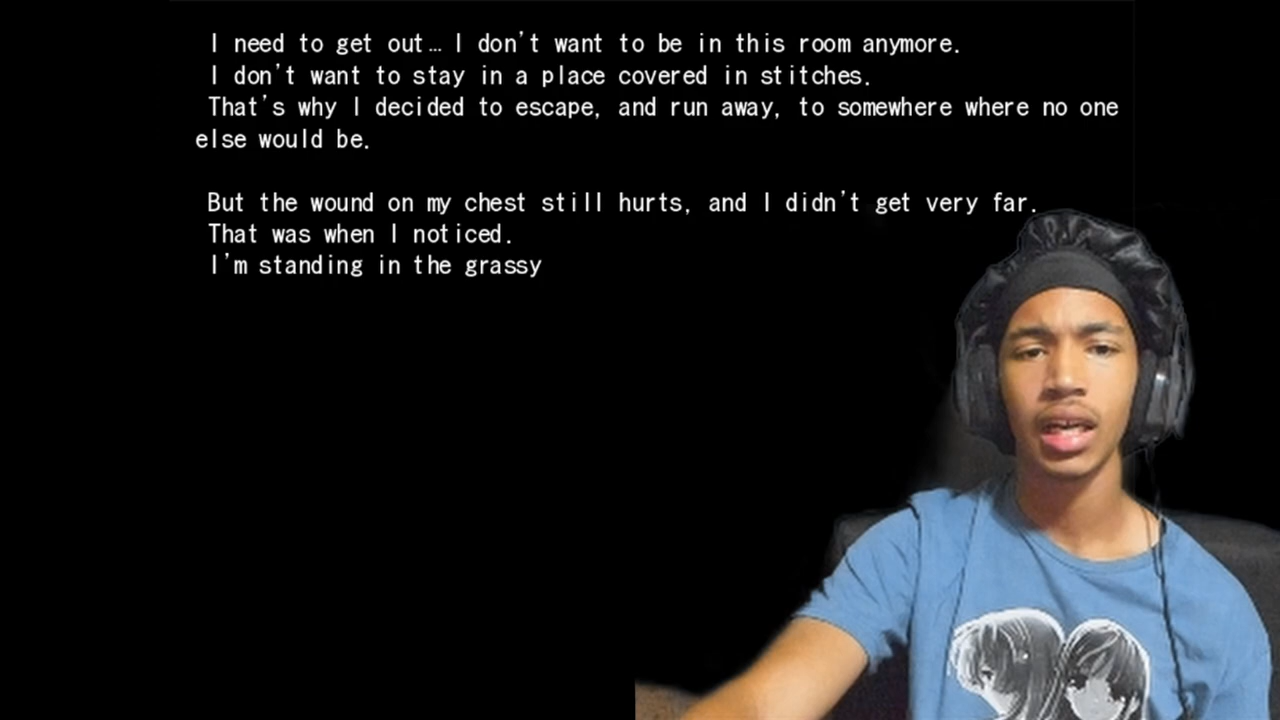 I need to get out… I don't want to be in this room anymore.
I don't want to stay in a place covered in stitches.
That's why I decided to escape, and run away, to somewhere where no one
else would be.
But the wound on my chest still hurts, and I didn't get very far.
That was when I noticed.
I'm standing in the grassy